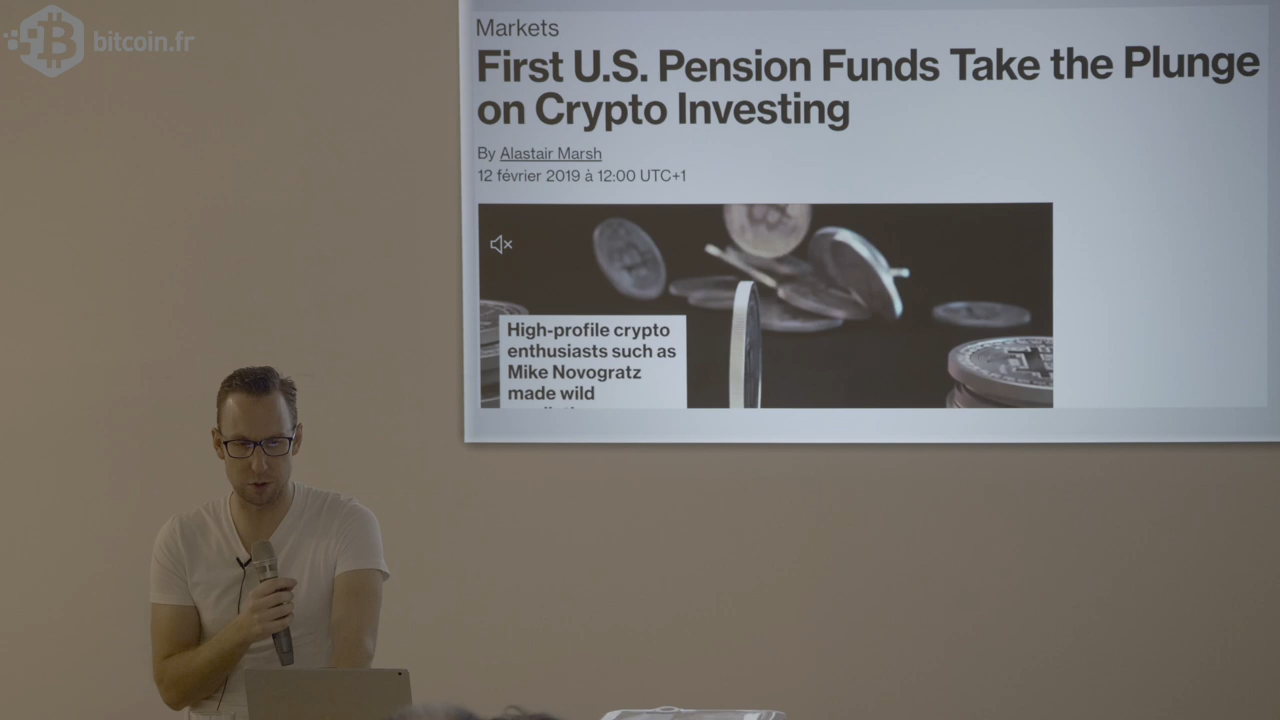 bitcoin.fr
Markets
First U.S. Pension Funds Take the Plunge
on Crypto Investing
By Alastair Marsh
12 février 2019 à 12:00 UTC+1
High-profile crypto
enthusiasts such as
Mike Novogratz
made wild